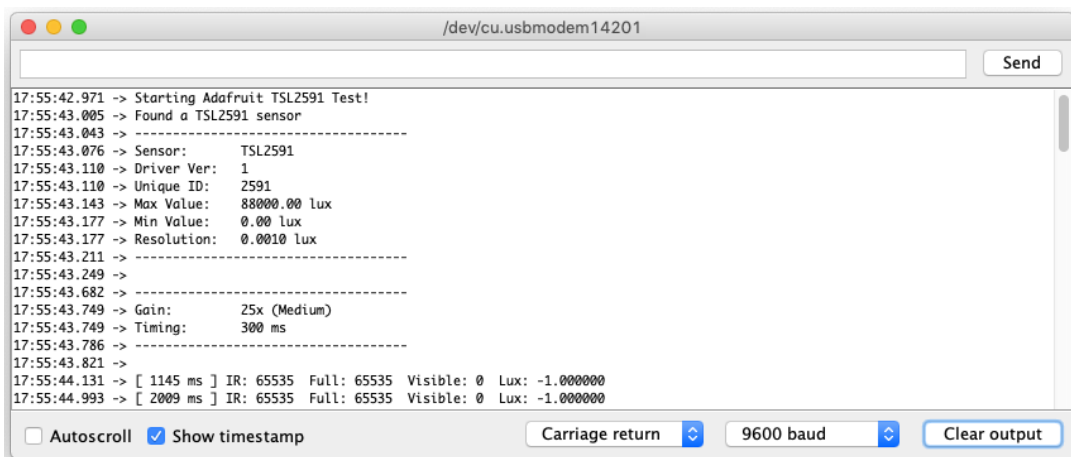 /dev/cu.usbmodem14201
Send
17:55:42.971 -> Starting Adafruit TSL2591 Test!
17:55:43.005 -> Found a TSL2591 sensor
17:55:43.043 -> ------------------------------------
17:55:43.076 -> Sensor:       TSL2591
17:55:43.110 -> Driver Ver:   1
17:55:43.110 -> Unique ID:    2591
17:55:43.143 -> Max Value:    88000.00 lux
17:55:43.177 -> Min Value:    0.00 lux
17:55:43.177 -> Resolution:   0.0010 lux
17:55:43.211 -> ------------------------------------
17:55:43.249 ->
17:55:43.682 -> ------------------------------------
17:55:43.749 -> Gain:         25x (Medium)
17:55:43.749 -> Timing:       300 ms
17:55:43.786 -> ------------------------------------
17:55:43.821 ->
17:55:44.131 -> [ 1145 ms ] IR: 65535  Full: 65535  Visible: 0  Lux: -1.000000
17:55:44.993 -> [ 2009 ms ] IR: 65535  Full: 65535  Visible: 0  Lux: -1.000000
Autoscroll Show timestamp Carriage return 9600 baud Clear output